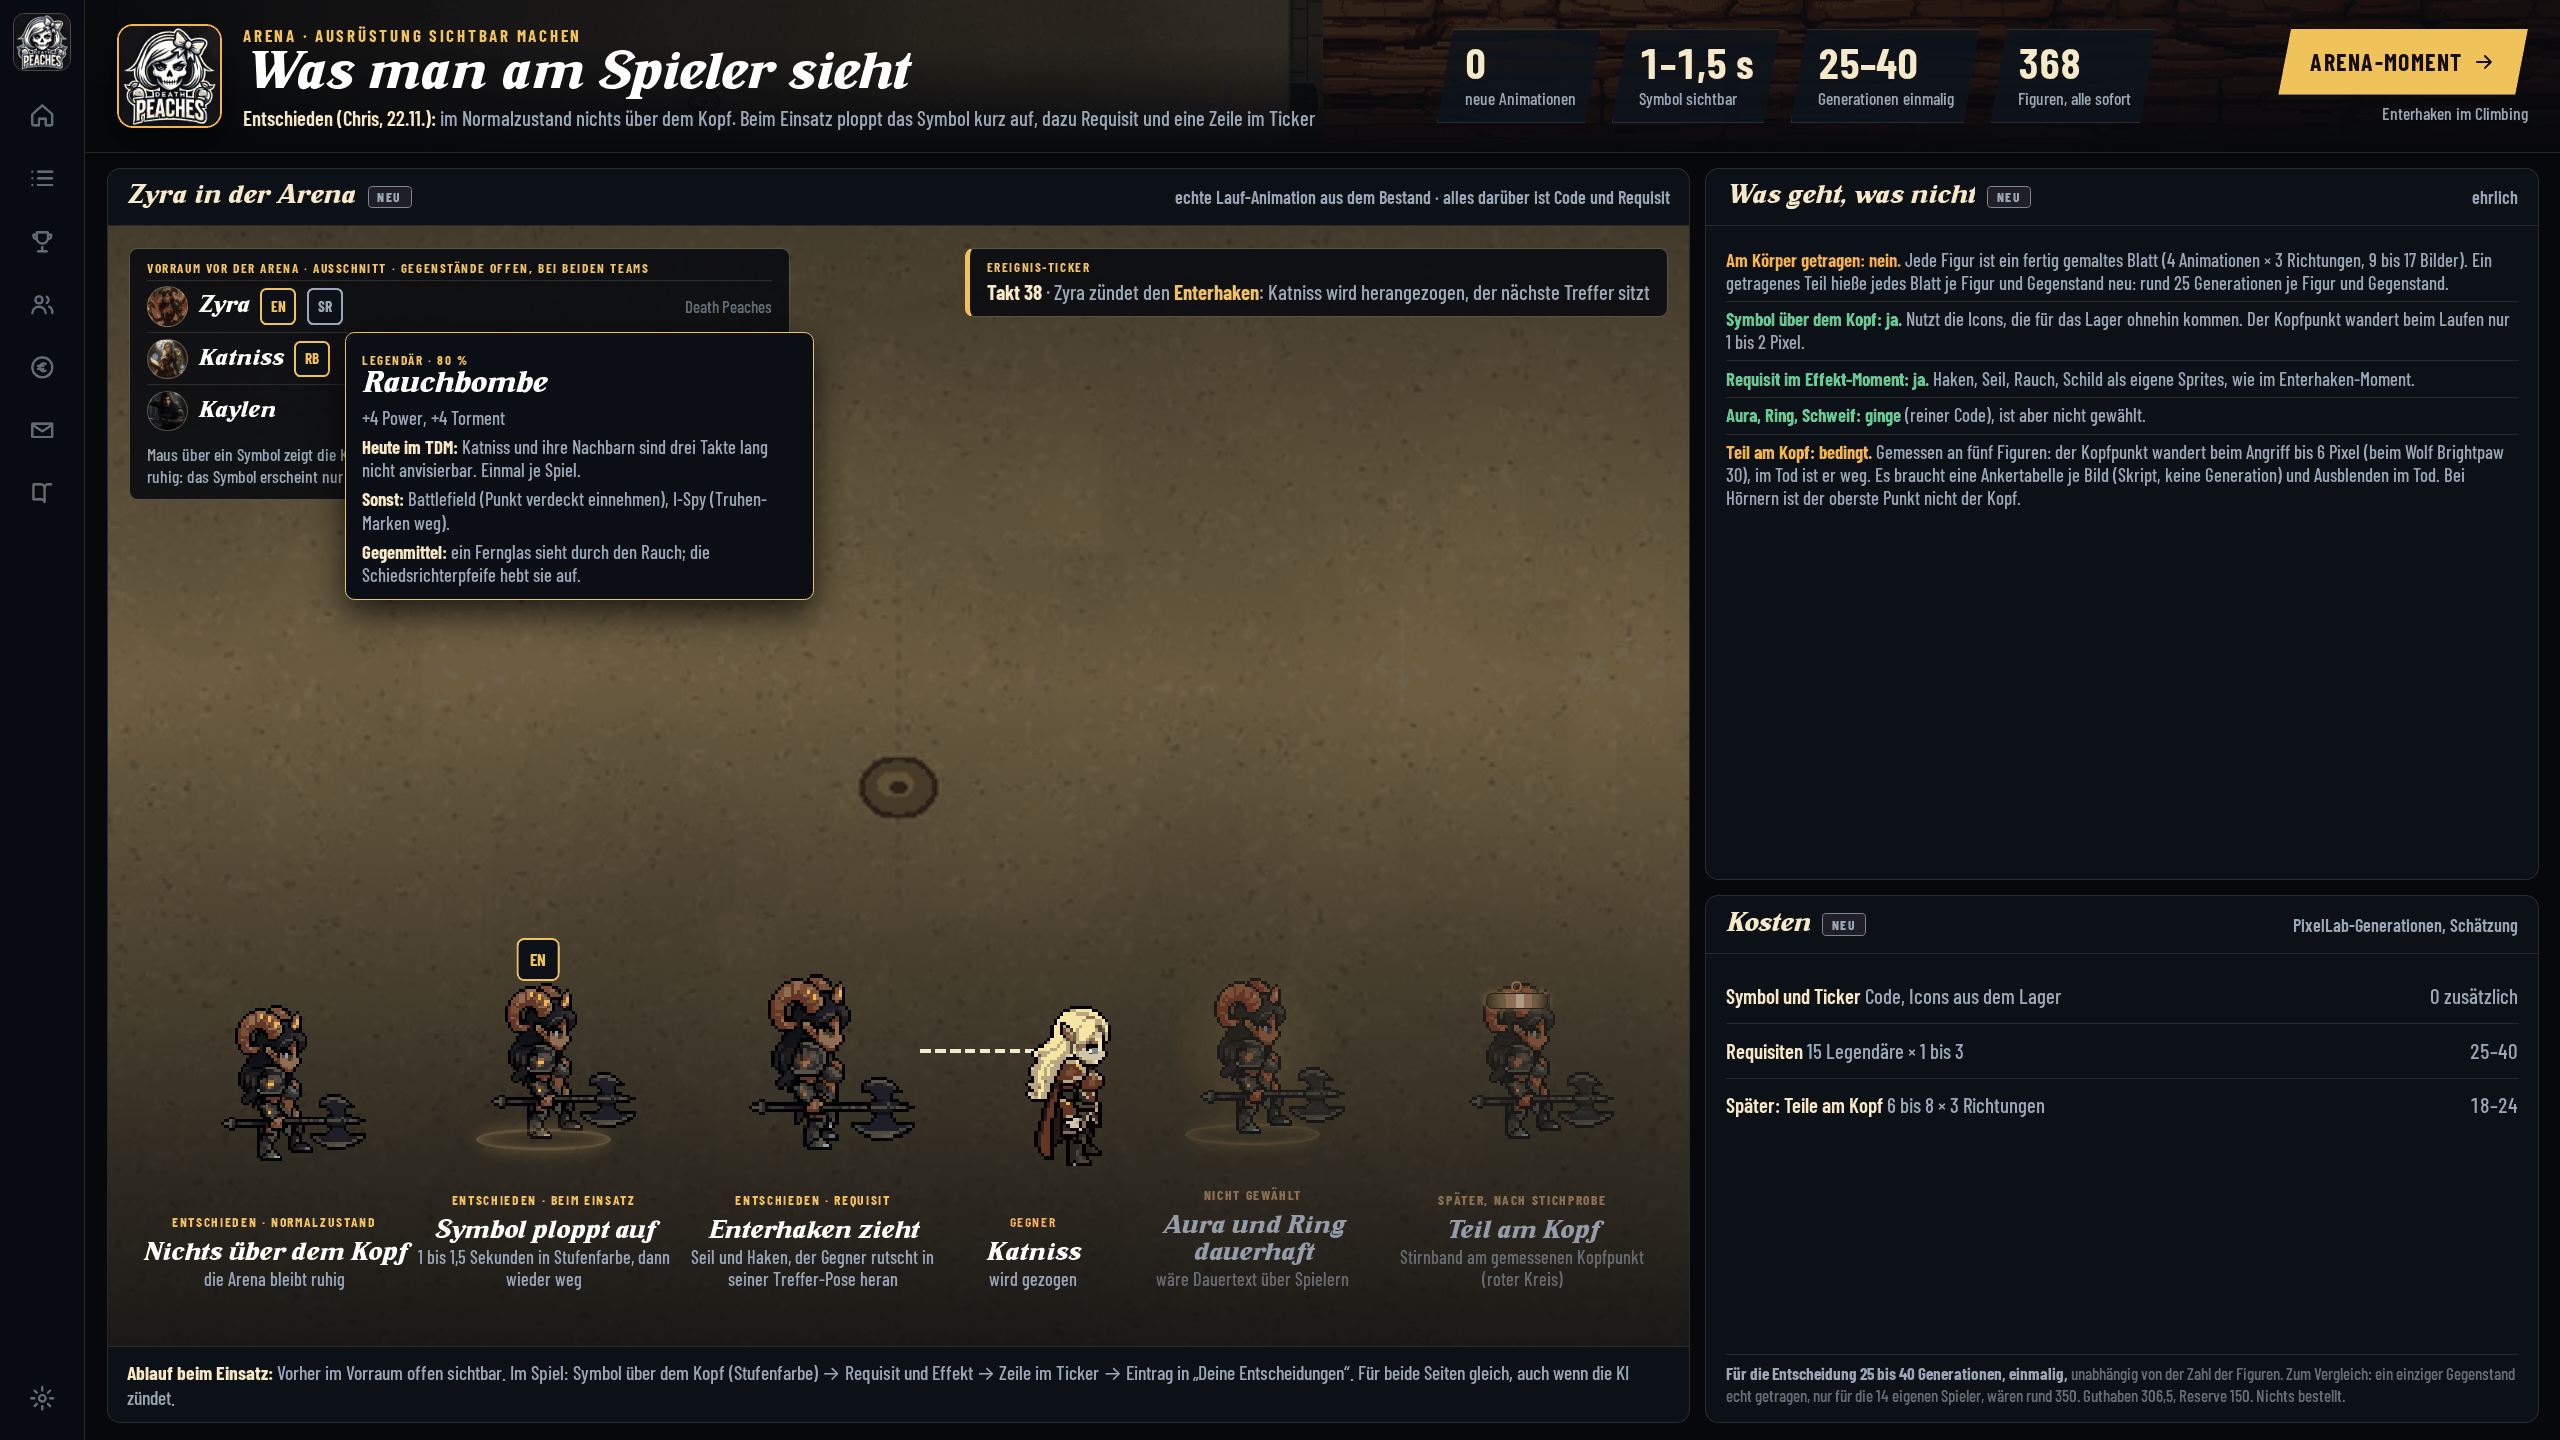 DEATH
PEACHES
DEATH
PEACHES
ARENA · AUSRÜSTUNG SICHTBAR MACHEN
Was man am Spieler sieht
Entschieden (Chris, 22.11.): im Normalzustand nichts über dem Kopf. Beim Einsatz ploppt das Symbol kurz auf, dazu Requisit und eine Zeile im Ticker
0
neue Animationen
1–1,5 s
Symbol sichtbar
25–40
Generationen einmalig
368
Figuren, alle sofort
ARENA-MOMENT →
Enterhaken im Climbing
Zyra in der Arena NEU
echte Lauf-Animation aus dem Bestand · alles darüber ist Code und Requisit
VORRAUM VOR DER ARENA · AUSSCHNITT · GEGENSTÄNDE OFFEN, BEI BEIDEN TEAMS
Zyra EN SR Death Peaches
Katniss RB
Kaylen
Maus über ein Symbol zeigt die K
ruhig: das Symbol erscheint nur
LEGENDÄR · 80 %
Rauchbombe
+4 Power, +4 Torment
Heute im TDM: Katniss und ihre Nachbarn sind drei Takte lang
nicht anvisierbar. Einmal je Spiel.
Sonst: Battlefield (Punkt verdeckt einnehmen), I-Spy (Truhen-
Marken weg).
Gegenmittel: ein Fernglas sieht durch den Rauch; die
Schiedsrichterpfeife hebt sie auf.
EREIGNIS-TICKER
Takt 38 · Zyra zündet den Enterhaken: Katniss wird herangezogen, der nächste Treffer sitzt
EN
ENTSCHIEDEN · NORMALZUSTAND
Nichts über dem Kopf
die Arena bleibt ruhig
ENTSCHIEDEN · BEIM EINSATZ
Symbol ploppt auf
1 bis 1,5 Sekunden in Stufenfarbe, dann
wieder weg
ENTSCHIEDEN · REQUISIT
Enterhaken zieht
Seil und Haken, der Gegner rutscht in
seiner Treffer-Pose heran
GEGNER
Katniss
wird gezogen
NICHT GEWÄHLT
Aura und Ring
dauerhaft
wäre Dauertext über Spielern
SPÄTER, NACH STICHPROBE
Teil am Kopf
Stirnband am gemessenen Kopfpunkt
(roter Kreis)
Ablauf beim Einsatz: Vorher im Vorraum offen sichtbar. Im Spiel: Symbol über dem Kopf (Stufenfarbe) → Requisit und Effekt → Zeile im Ticker → Eintrag in „Deine Entscheidungen“. Für beide Seiten gleich, auch wenn die KI
zündet.
Was geht, was nicht NEU
ehrlich
Am Körper getragen: nein. Jede Figur ist ein fertig gemaltes Blatt (4 Animationen × 3 Richtungen, 9 bis 17 Bilder). Ein
getragenes Teil hieße jedes Blatt je Figur und Gegenstand neu: rund 25 Generationen je Figur und Gegenstand.
Symbol über dem Kopf: ja. Nutzt die Icons, die für das Lager ohnehin kommen. Der Kopfpunkt wandert beim Laufen nur
1 bis 2 Pixel.
Requisit im Effekt-Moment: ja. Haken, Seil, Rauch, Schild als eigene Sprites, wie im Enterhaken-Moment.
Aura, Ring, Schweif: ginge (reiner Code), ist aber nicht gewählt.
Teil am Kopf: bedingt. Gemessen an fünf Figuren: der Kopfpunkt wandert beim Angriff bis 6 Pixel (beim Wolf Brightpaw
30), im Tod ist er weg. Es braucht eine Ankertabelle je Bild (Skript, keine Generation) und Ausblenden im Tod. Bei
Hörnern ist der oberste Punkt nicht der Kopf.
Kosten NEU
PixelLab-Generationen, Schätzung
Symbol und Ticker Code, Icons aus dem Lager 0 zusätzlich
Requisiten 15 Legendäre × 1 bis 3 25–40
Später: Teile am Kopf 6 bis 8 × 3 Richtungen 18–24
Für die Entscheidung 25 bis 40 Generationen, einmalig, unabhängig von der Zahl der Figuren. Zum Vergleich: ein einziger Gegenstand
echt getragen, nur für die 14 eigenen Spieler, wären rund 350. Guthaben 306,5, Reserve 150. Nichts bestellt.